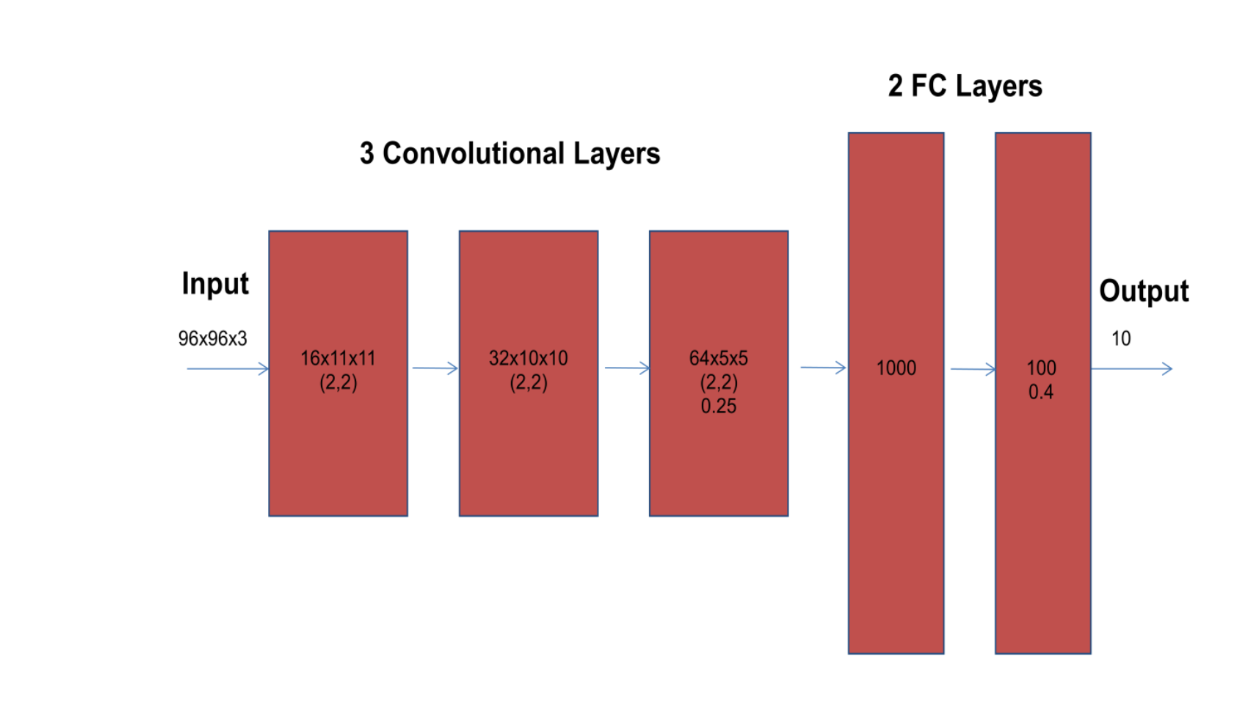 2 FC Layers
3 Convolutional Layers
Input
96x96x3
16x11x11
(2,2)
32x10x10
(2,2)
64x5x5
(2,2)
0.25
1000
100
0.4
Output
10